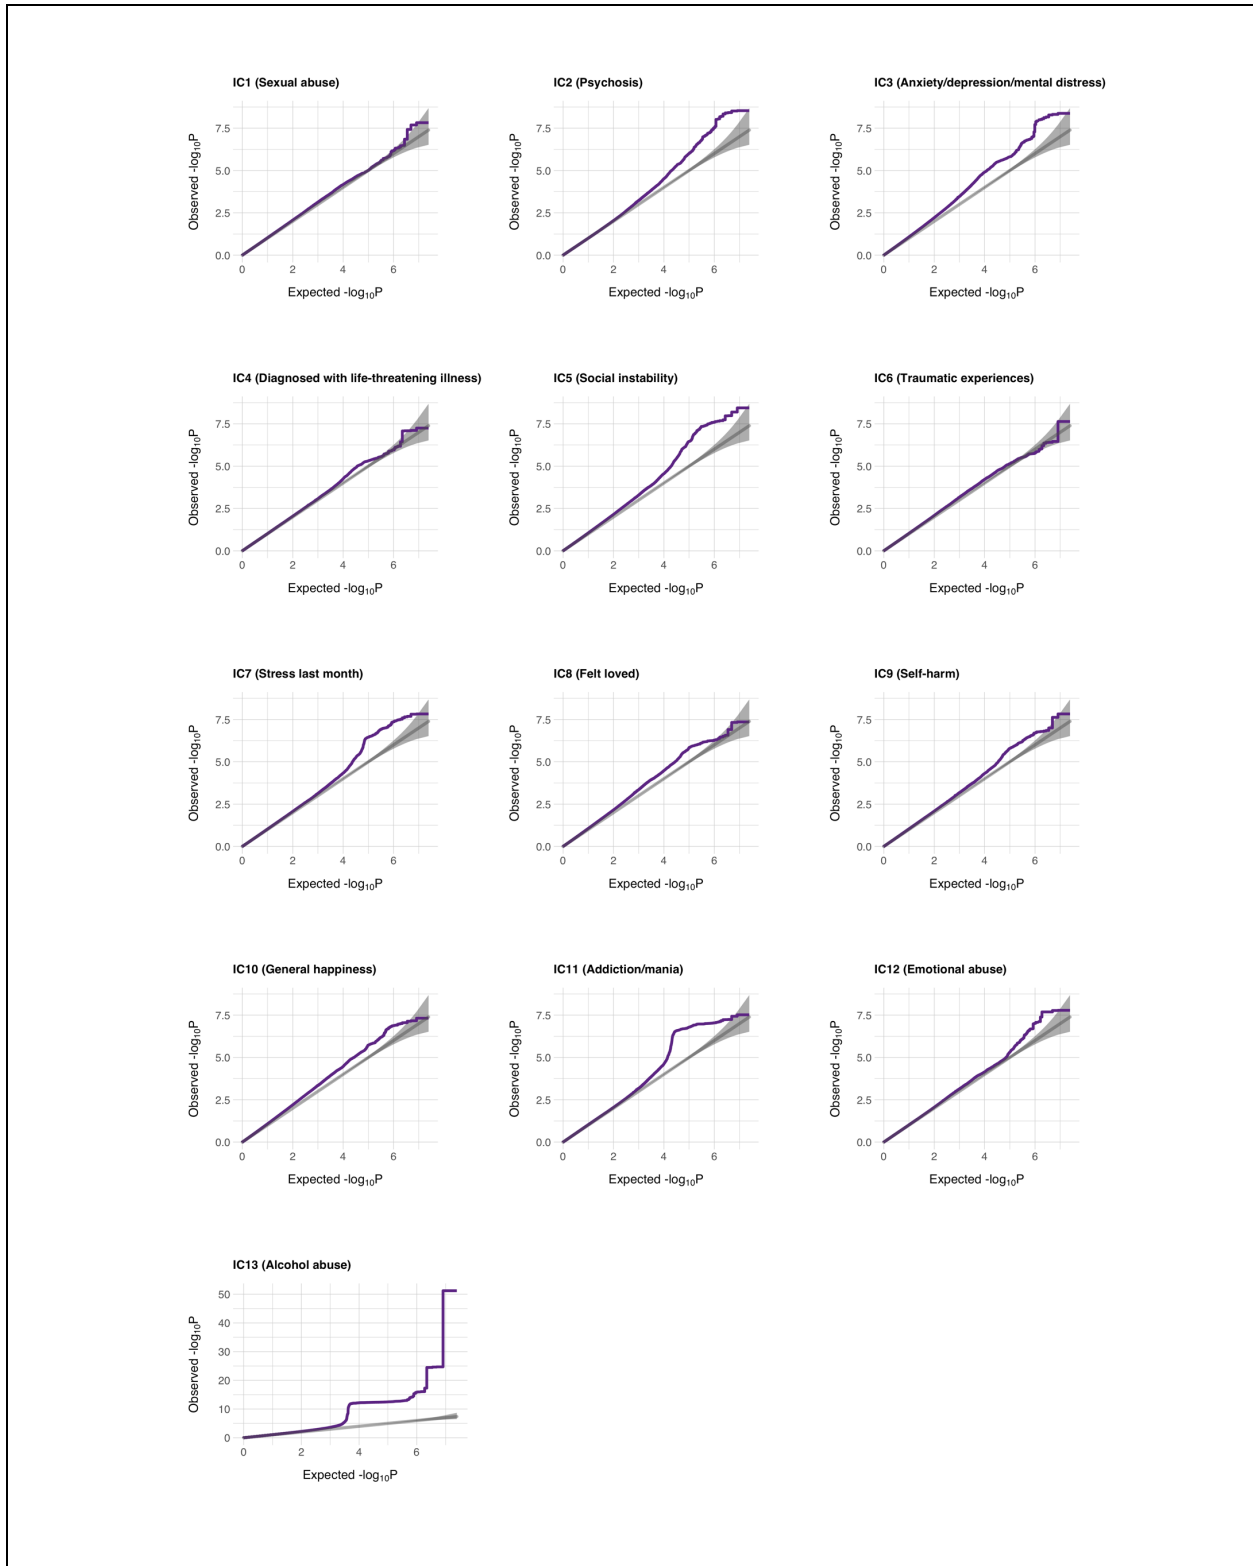 IC1 (Sexual abuse)
Observed -log10P
7.5
5.0
2.5
0.0
0 2 4 6
Expected -log10P
IC2 (Psychosis)
Observed -log10P
7.5
5.0
2.5
0.0
0 2 4 6
Expected -log10P
IC3 (Anxiety/depression/mental distress)
Observed -log10P
7.5
5.0
2.5
0.0
0 2 4 6
Expected -log10P
IC4 (Diagnosed with life-threatening illness)
Observed -log10P
7.5
5.0
2.5
0.0
0 2 4 6
Expected -log10P
IC5 (Social instability)
Observed -log10P
7.5
5.0
2.5
0.0
0 2 4 6
Expected -log10P
IC6 (Traumatic experiences)
Observed -log10P
7.5
5.0
2.5
0.0
0 2 4 6
Expected -log10P
IC7 (Stress last month)
Observed -log10P
7.5
5.0
2.5
0.0
0 2 4 6
Expected -log10P
IC8 (Felt loved)
Observed -log10P
7.5
5.0
2.5
0.0
0 2 4 6
Expected -log10P
IC9 (Self-harm)
Observed -log10P
7.5
5.0
2.5
0.0
0 2 4 6
Expected -log10P
IC10 (General happiness)
Observed -log10P
7.5
5.0
2.5
0.0
0 2 4 6
Expected -log10P
IC11 (Addiction/mania)
Observed -log10P
7.5
5.0
2.5
0.0
0 2 4 6
Expected -log10P
IC12 (Emotional abuse)
Observed -log10P
7.5
5.0
2.5
0.0
0 2 4 6
Expected -log10P
IC13 (Alcohol abuse)
Observed -log10P
50
40
30
20
10
0
0 2 4 6
Expected -log10P